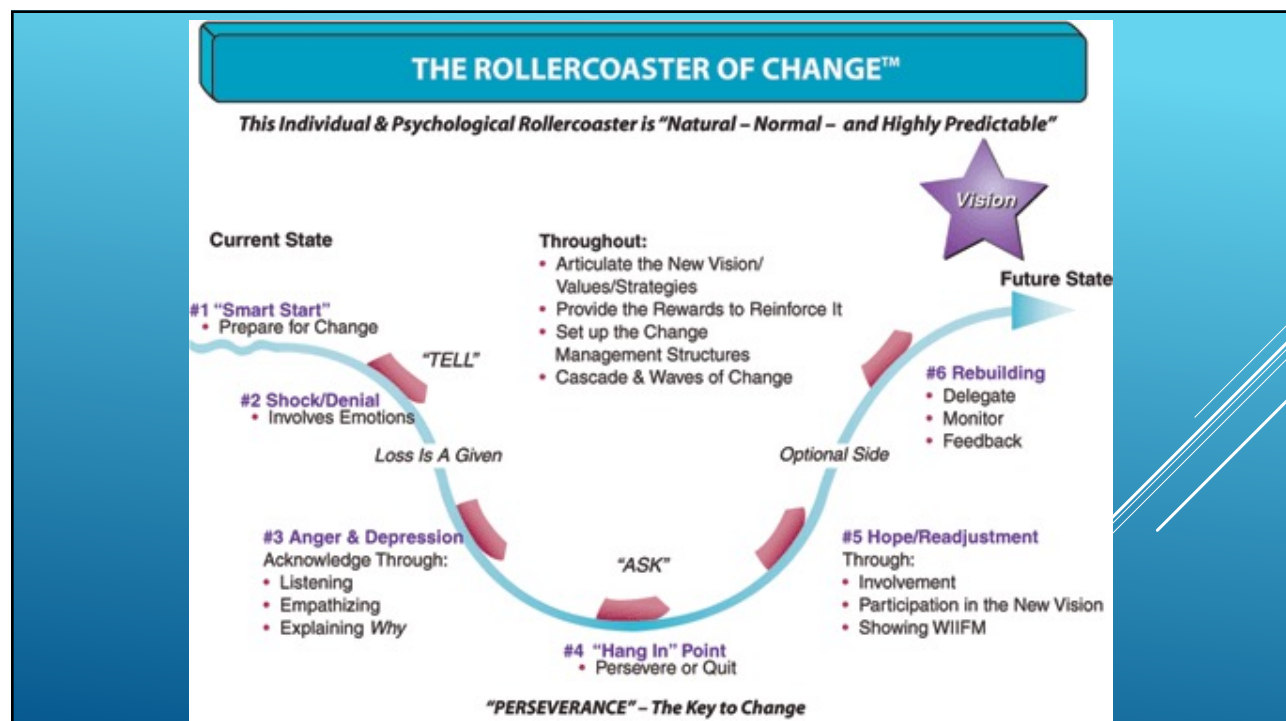 THE ROLLERCOASTER OF CHANGE™
This Individual & Psychological Rollercoaster is “Natural – Normal – and Highly Predictable”
Vision
Current State
Future State
#1 “Smart Start”
• Prepare for Change
“TELL”
#2 Shock/Denial
• Involves Emotions
Loss Is A Given
Throughout:
• Articulate the New Vision/
Values/Strategies
• Provide the Rewards to Reinforce It
• Set up the Change
Management Structures
• Cascade & Waves of Change
#3 Anger & Depression
Acknowledge Through:
• Listening
• Empathizing
• Explaining Why
“ASK”
#4 “Hang In” Point
• Persevere or Quit
Optional Side
#5 Hope/Readjustment
Through:
• Involvement
• Participation in the New Vision
• Showing WIIFM
#6 Rebuilding
• Delegate
• Monitor
• Feedback
“PERSEVERANCE” – The Key to Change